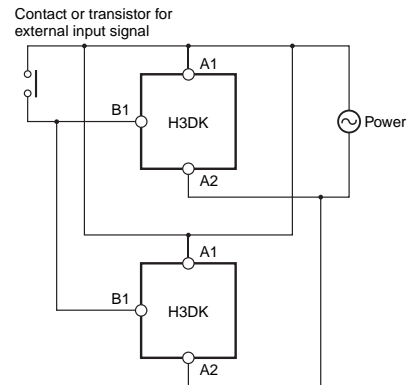 Contact or transistor for
external input signal
A1
B1
H3DK
Power
A2
A1
B1
H3DK
A2